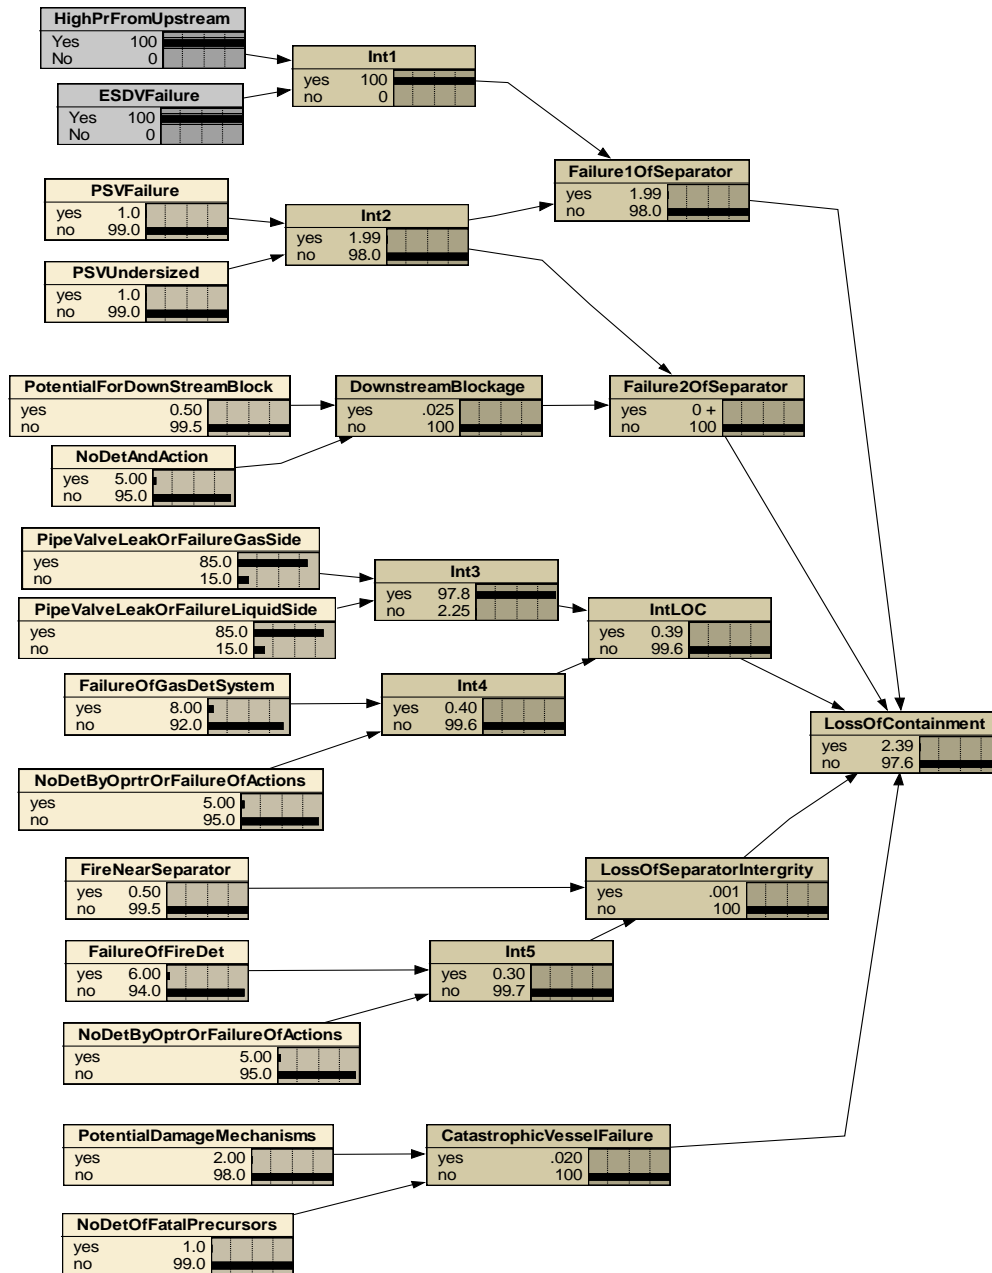 HighPrFromUpstream
Yes 100
No 0
Int1
yes 100
no 0
ESDVFailure
Yes 100
No 0
Failure1OfSeparator
yes 1.99
no 98.0
PSVFailure
yes 1.0
no 99.0
Int2
yes 1.99
no 98.0
PSVUndersized
yes 1.0
no 99.0
PotentialForDownStreamBlock
yes 0.50
no 99.5
DownstreamBlockage
yes .025
no 100
Failure2OfSeparator
yes 0 +
no 100
NoDetAndAction
yes 5.00
no 95.0
PipeValveLeakOrFailureGasSide
yes 85.0
no 15.0
Int3
yes 97.8
no 2.25
PipeValveLeakOrFailureLiquidSide
yes 85.0
no 15.0
IntLOC
yes 0.39
no 99.6
FailureOfGasDetSystem
yes 8.00
no 92.0
Int4
yes 0.40
no 99.6
LossOfContainment
yes 2.39
no 97.6
NoDetByOprtrOrFailureOfActions
yes 5.00
no 95.0
FireNearSeparator
yes 0.50
no 99.5
LossOfSeparatorIntergrity
yes .001
no 100
FailureOfFireDet
yes 6.00
no 94.0
Int5
yes 0.30
no 99.7
NoDetByOptrOrFailureOfActions
yes 5.00
no 95.0
PotentialDamageMechanisms
yes 2.00
no 98.0
CatastrophicVesselFailure
yes .020
no 100
NoDetOfFatalPrecursors
yes 1.0
no 99.0